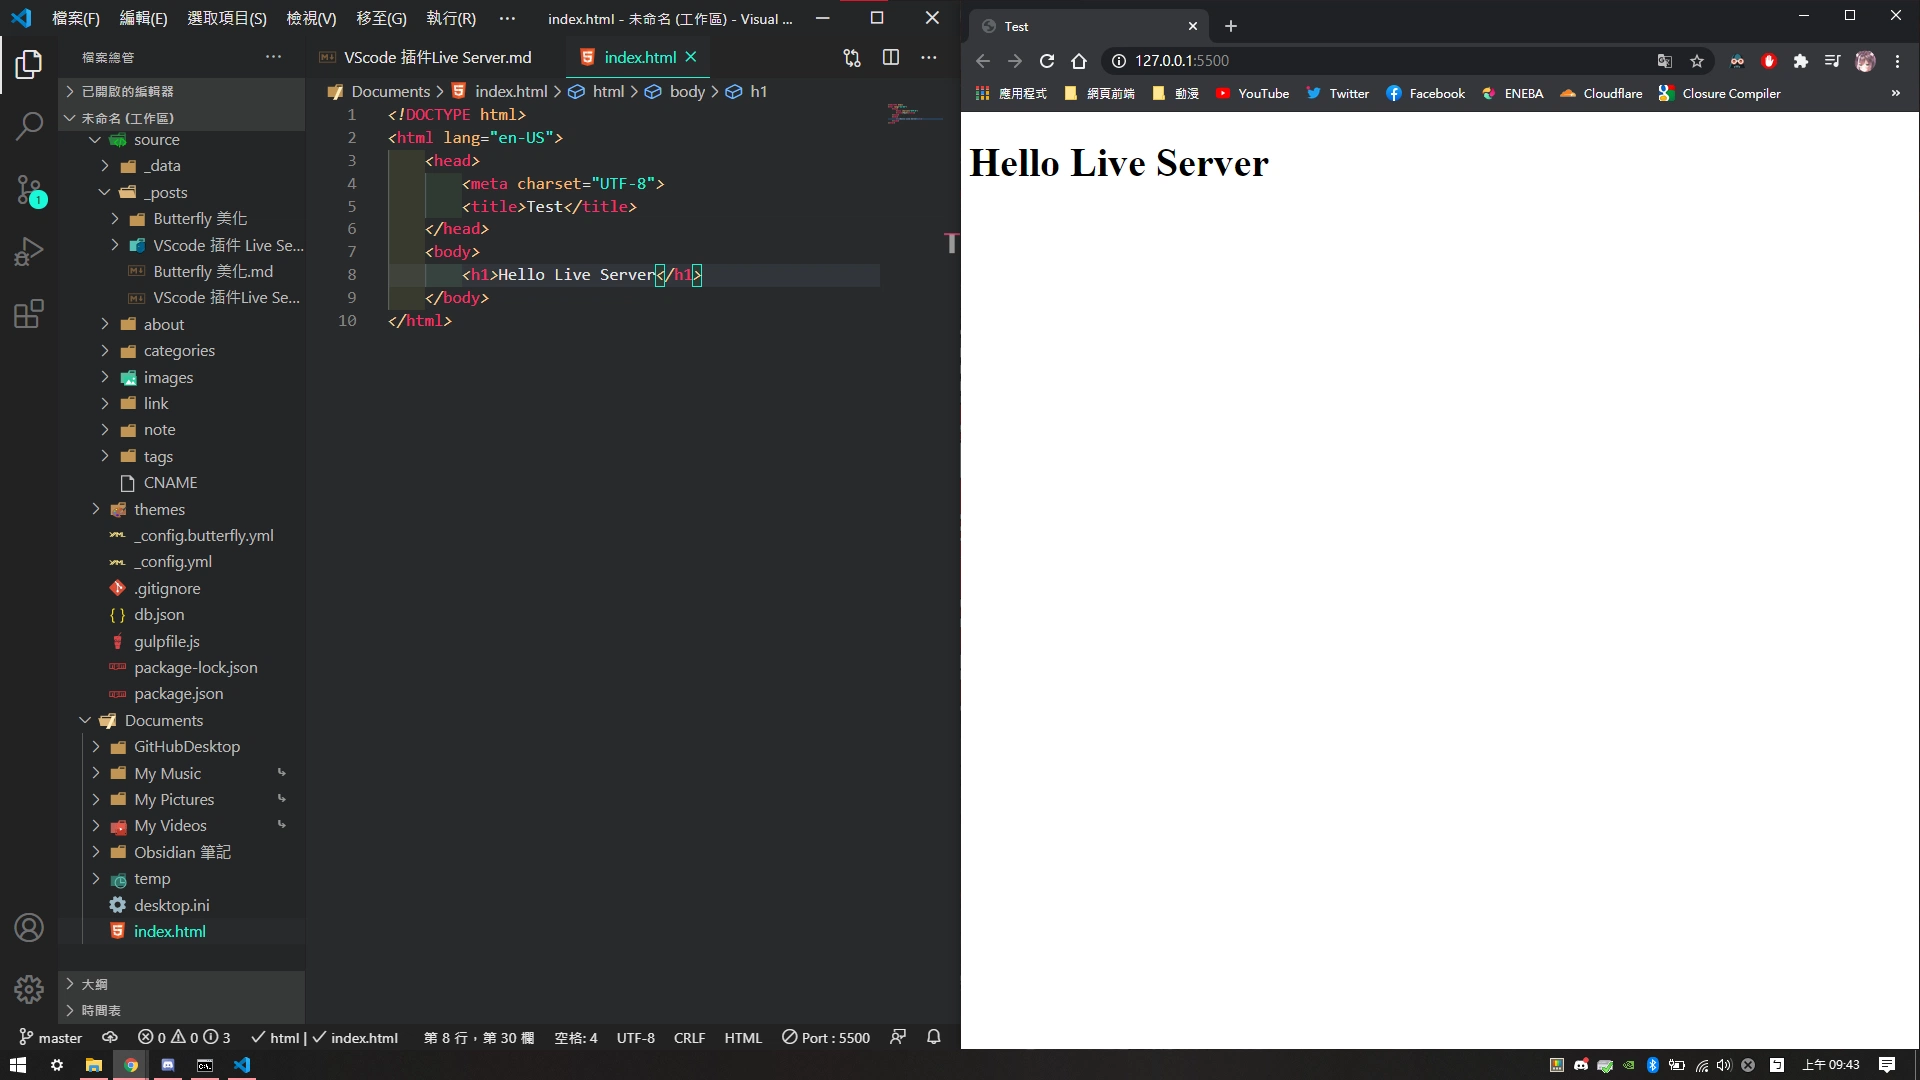 檔案(F) 編輯(E) 選取項目(S) 檢視(V) 移至(G) 執行(R) ··· index.html - 未命名 (工作區) - Visual ...
檔案總管 ···
已開啟的編輯器
未命名 (工作區)
source
_data
_posts
Butterfly 美化
VScode 插件 Live Se...
Butterfly 美化.md
VScode 插件Live Se...
about
categories
images
link
note
tags
CNAME
themes
_config.butterfly.yml
_config.yml
.gitignore
db.json
gulpfile.js
package-lock.json
package.json
Documents
GitHubDesktop
My Music
My Pictures
My Videos
Obsidian 筆記
temp
desktop.ini
index.html
大綱
時間表
1
VScode 插件Live Server.md index.html
Documents > index.html > html > body > h1
1 <!DOCTYPE html>
2 <html lang="en-US">
3 <head>
4 <meta charset="UTF-8">
5 <title>Test</title>
6 </head>
7 <body>
8 <h1>Hello Live Server</h1>
9 </body>
10 </html>
master 0 0 3 html | index.html 第 8 行，第 30 欄 空格: 4 UTF-8 CRLF HTML Port : 5500
Test
127.0.0.1:5500
應用程式 網頁前端 動漫 YouTube Twitter Facebook ENEBA Cloudflare Closure Compiler »
Hello Live Server
上午 09:43